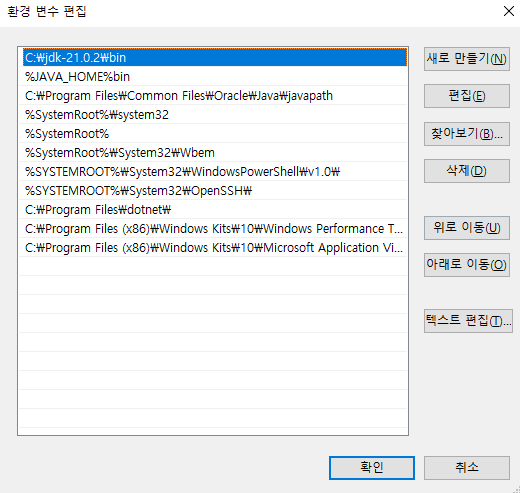 환경 변수 편집
C:₩jdk-21.0.2₩bin
%JAVA_HOME%bin
C:₩Program Files₩Common Files₩Oracle₩Java₩javapath
%SystemRoot%₩system32
%SystemRoot%
%SystemRoot%₩System32₩Wbem
%SYSTEMROOT%₩System32₩WindowsPowerShell₩v1.0₩
%SYSTEMROOT%₩System32₩OpenSSH₩
C:₩Program Files₩dotnet₩
C:₩Program Files (x86)₩Windows Kits₩10₩Windows Performance T...
C:₩Program Files (x86)₩Windows Kits₩10₩Microsoft Application Vi...
새로 만들기(N)
편집(E)
찾아보기(B)...
삭제(D)
위로 이동(U)
아래로 이동(O)
텍스트 편집(T)...
확인
취소